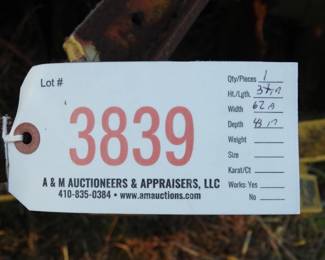 Lot #
3839
A & M AUCTIONEERS & APPRAISERS, LLC
410-835-0384 • www.amauctions.com
Qty/Pieces 1
Ht./Lgth.
Width 62 in
Depth 43 in
Weight
Size
Karat/Ct
Works: Yes
No